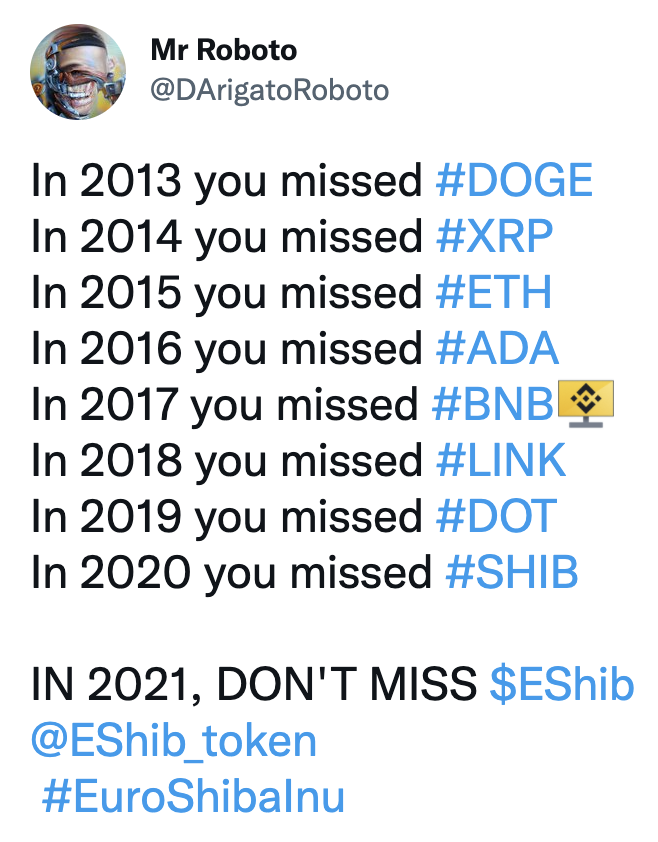 Mr Roboto
@DArigatoRoboto
In 2013 you missed #DOGE
In 2014 you missed #XRP
In 2015 you missed #ETH
In 2016 you missed #ADA
In 2017 you missed #BNB
In 2018 you missed #LINK
In 2019 you missed #DOT
In 2020 you missed #SHIB
IN 2021, DON'T MISS $EShib
@EShib_token
#EuroShibaInu